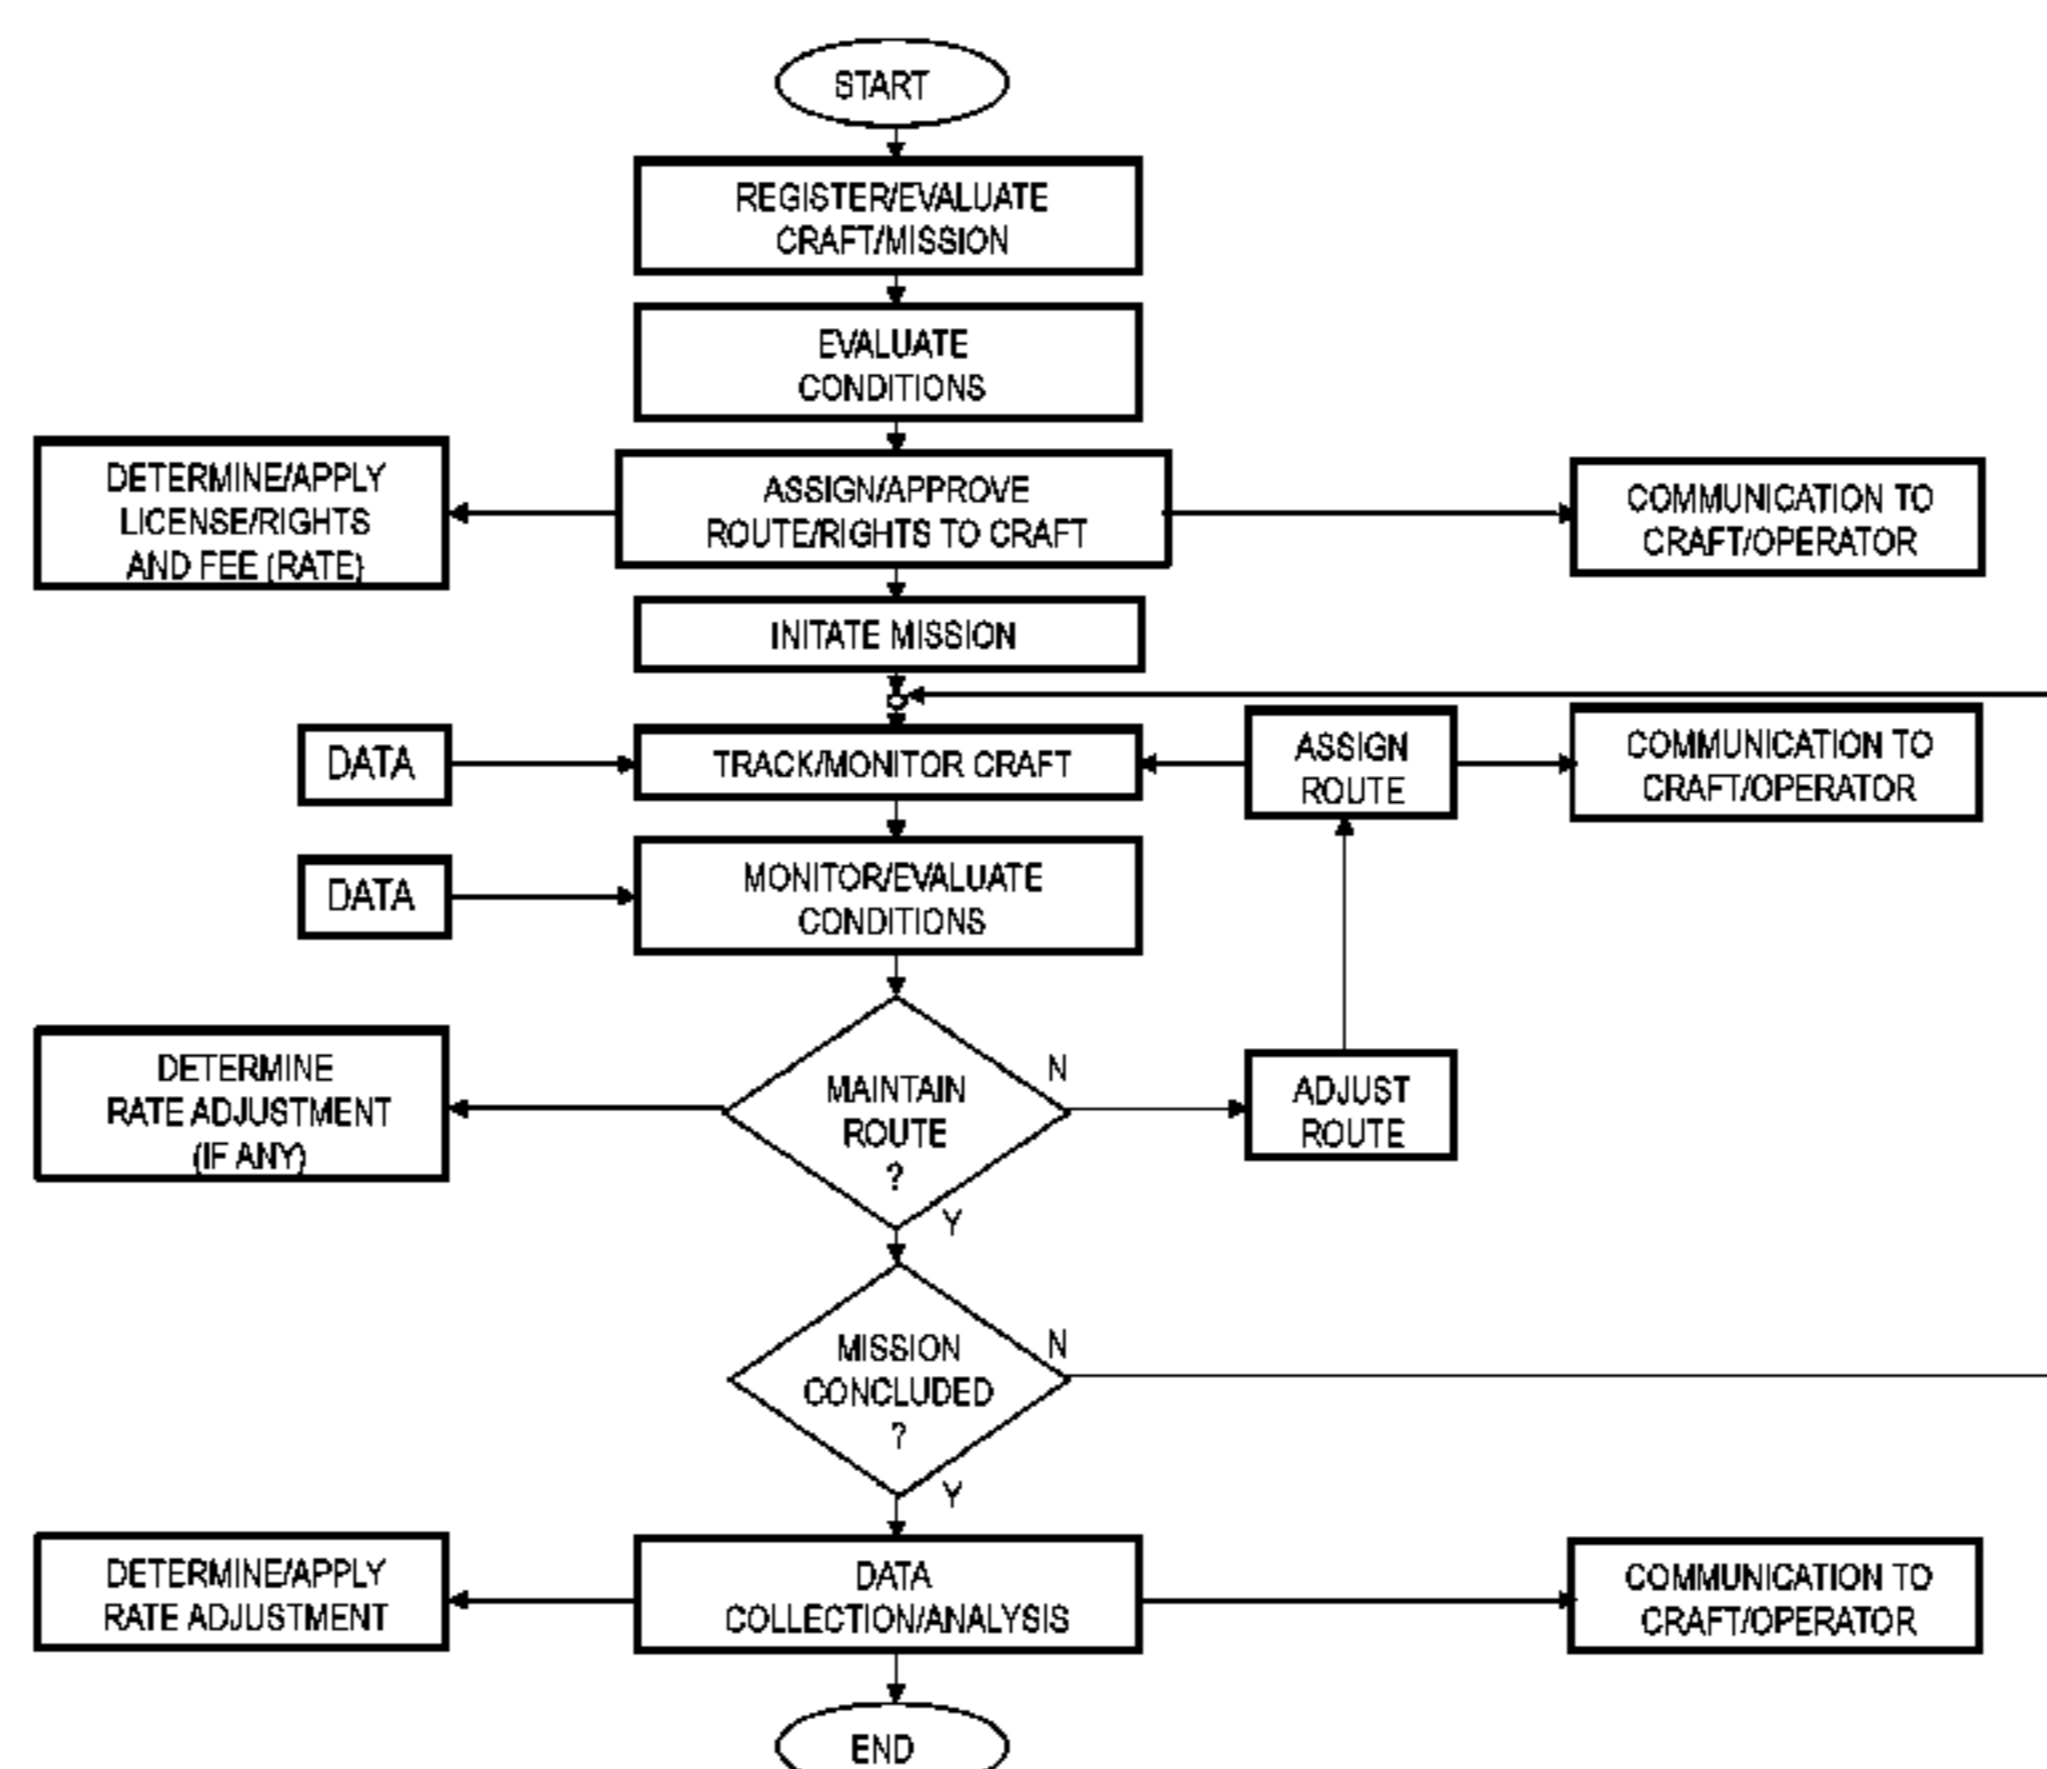 START
REGISTER/EVALUATE
CRAFT/MISSION
EVALUATE
CONDITIONS
DETERMINE/APPLY
LICENSE/RIGHTS
AND FEE (RATE)
ASSIGN/APPROVE
ROUTE/RIGHTS TO CRAFT
COMMUNICATION TO
CRAFT/OPERATOR
INITATE MISSION
DATA
TRACK/MONITOR CRAFT
ASSIGN
ROUTE
COMMUNICATION TO
CRAFT/OPERATOR
DATA
MONITOR/EVALUATE
CONDITIONS
DETERMINE
RATE ADJUSTMENT
(IF ANY)
MAINTAIN
ROUTE
?
N
Y
ADJUST
ROUTE
MISSION
CONCLUDED
?
N
Y
DETERMINE/APPLY
RATE ADJUSTMENT
DATA
COLLECTION/ANALYSIS
COMMUNICATION TO
CRAFT/OPERATOR
END